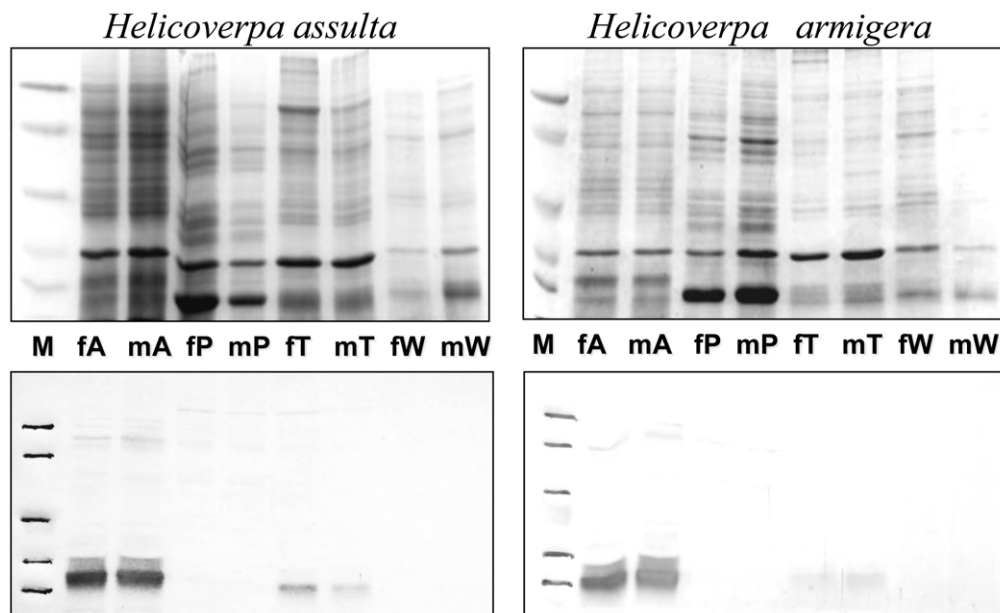 Helicoverpa assulta
Helicoverpa armigera
M fA mA fP mP fT mT fW mW
M fA mA fP mP fT mT fW mW